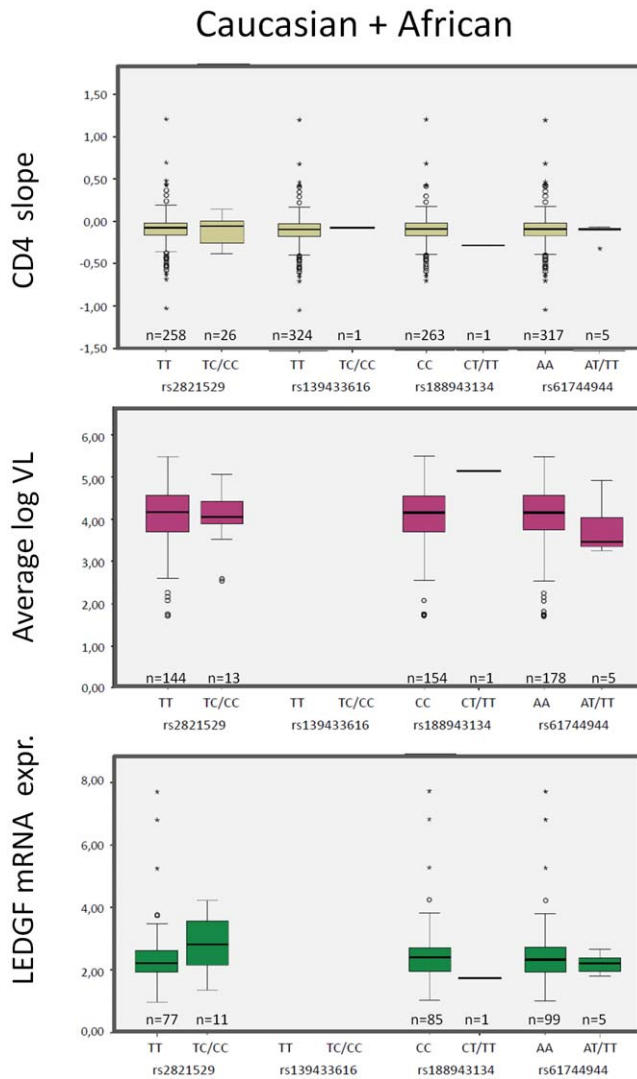 Caucasian + African
CD4 slope
1,50
1,00
0,50
-0,00
-0,50
-1,00
-1,50
n=258 n=26 n=324 n=1 n=263 n=1 n=317 n=5
TT TC/CC TT TC/CC CC CT/TT AA AT/TT
rs2821529 rs139433616 rs188943134 rs61744944
Average log VL
6,00
5,00
4,00
3,00
2,00
1,00
0,00
n=144 n=13 n=154 n=1 n=178 n=5
TT TC/CC TT TC/CC CC CT/TT AA AT/TT
rs2821529 rs139433616 rs188943134 rs61744944
LEDGF mRNA expr.
8,00
6,00
4,00
2,00
0,00
n=77 n=11 n=85 n=1 n=99 n=5
TT TC/CC TT TC/CC CC CT/TT AA AT/TT
rs2821529 rs139433616 rs188943134 rs61744944